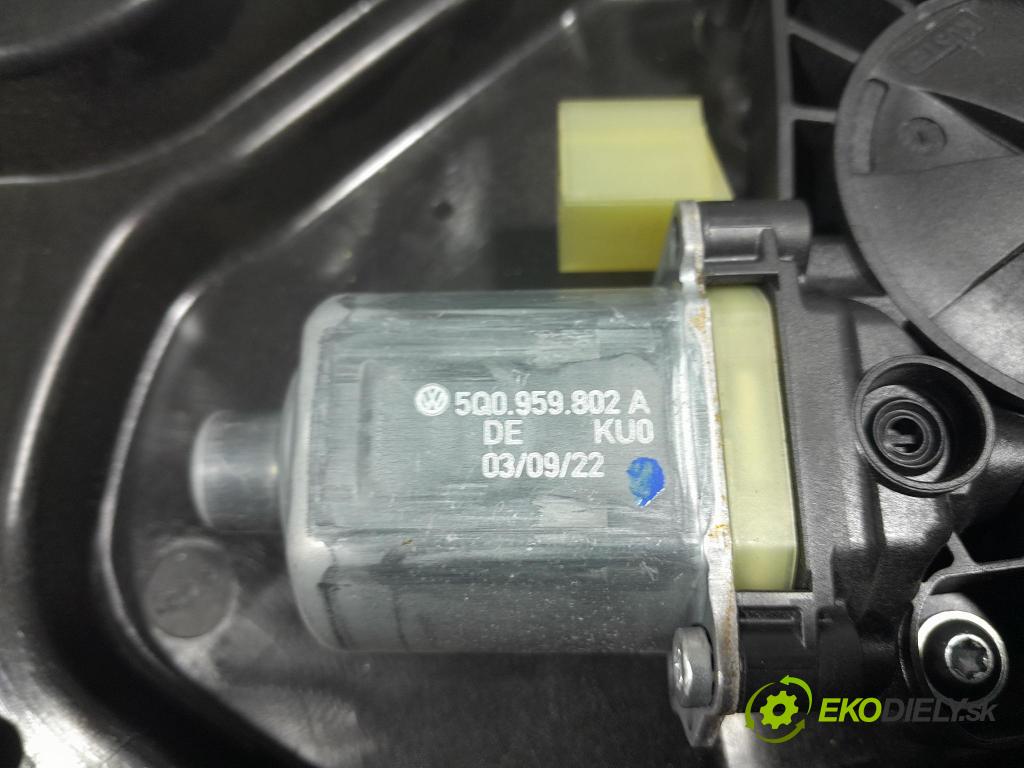 5Q0.959.802 A
DE KU0
03/09/22
EKODIELY.sk